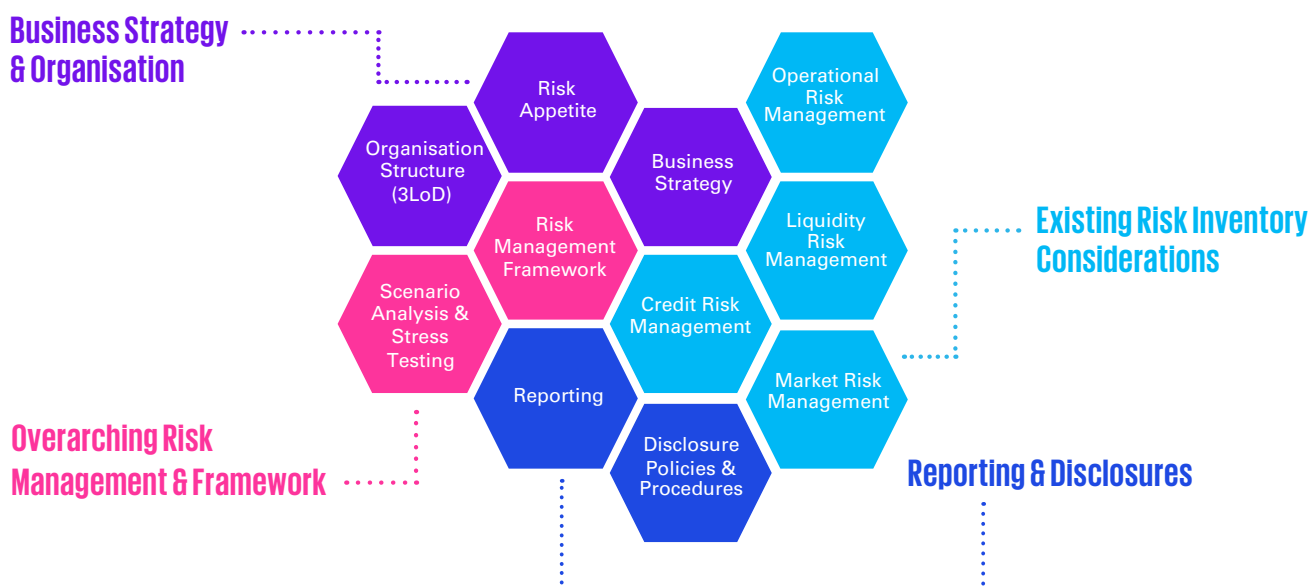 Business Strategy
& Organisation
Risk
Appetite
Operational
Risk
Management
Organisation
Structure
(3LoD)
Business
Strategy
Risk
Management
Framework
Liquidity
Risk
Management
Existing Risk Inventory
Considerations
Scenario
Analysis &
Stress
Testing
Credit Risk
Management
Reporting
Market Risk
Management
Overarching Risk
Management & Framework
Disclosure
Policies &
Procedures
Reporting & Disclosures